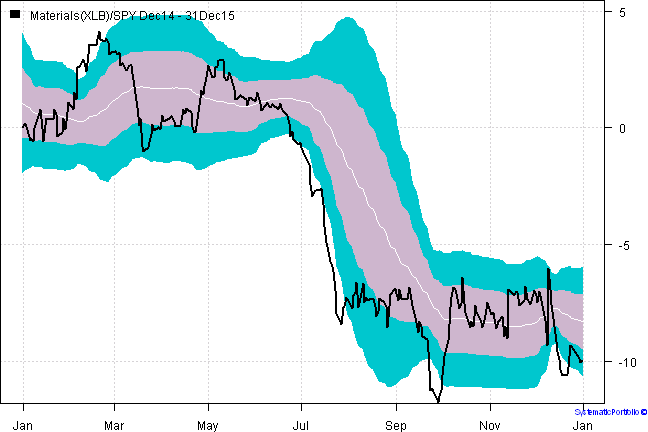 Materials(XLB)/SPY Dec14 - 31Dec15
5
0
-5
-10
Jan Mar May Jul Sep Nov Jan
SystematicPortfolio ©